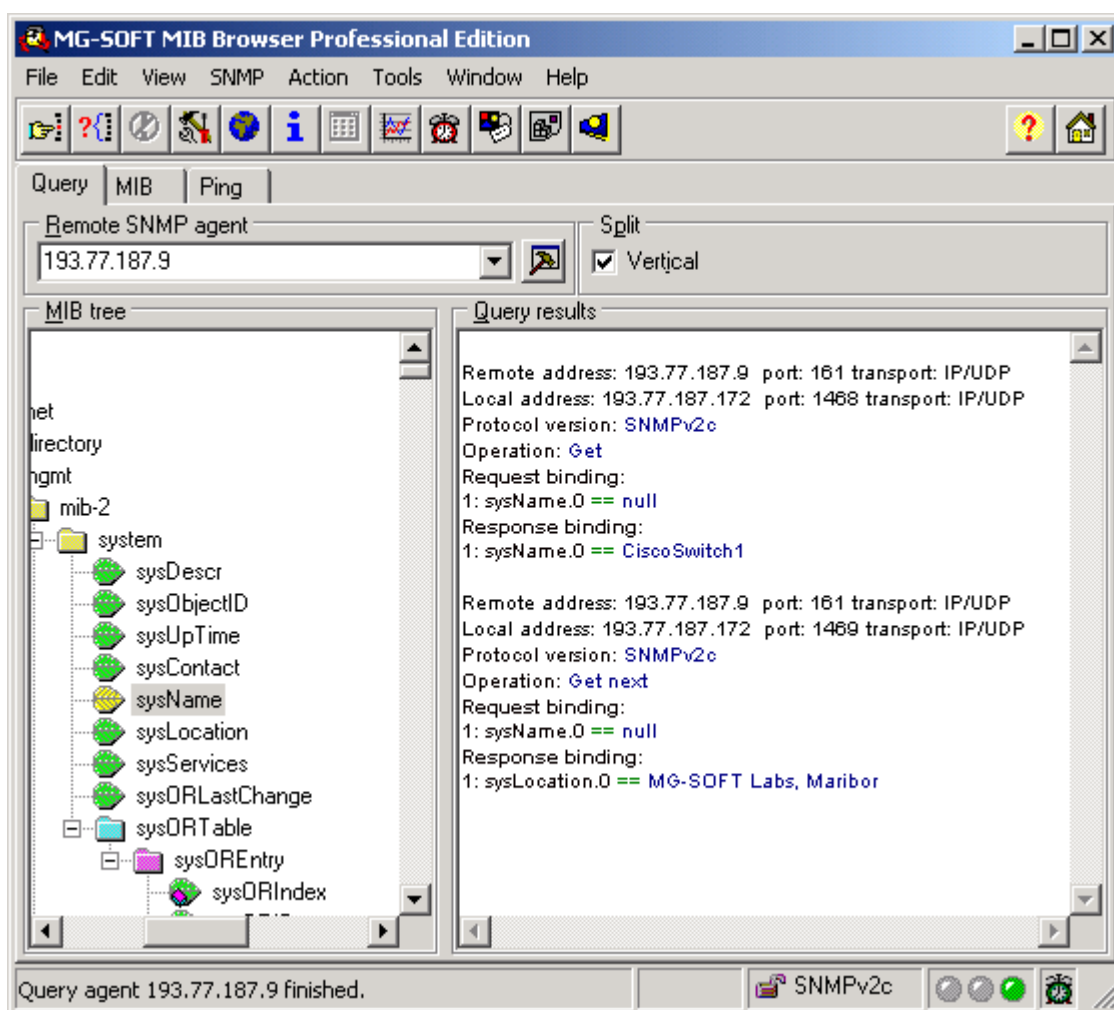 MG-SOFT MIB Browser Professional Edition
File Edit View SNMP Action Tools Window Help
Query MIB Ping
Remote SNMP agent
193.77.187.9
Split
Vertical
MIB tree
net
directory
mgmt
mib-2
system
sysDescr
sysObjectID
sysUpTime
sysContact
sysName
sysLocation
sysServices
sysORLastChange
sysORTable
sysOREntry
sysORIndex
Query results
Remote address: 193.77.187.9 port: 161 transport: IP/UDP
Local address: 193.77.187.172 port: 1468 transport: IP/UDP
Protocol version: SNMPv2c
Operation: Get
Request binding:
1: sysName.0 == null
Response binding:
1: sysName.0 == CiscoSwitch1
Remote address: 193.77.187.9 port: 161 transport: IP/UDP
Local address: 193.77.187.172 port: 1469 transport: IP/UDP
Protocol version: SNMPv2c
Operation: Get next
Request binding:
1: sysName.0 == null
Response binding:
1: sysLocation.0 == MG-SOFT Labs, Maribor
Query agent 193.77.187.9 finished.
SNMPv2c